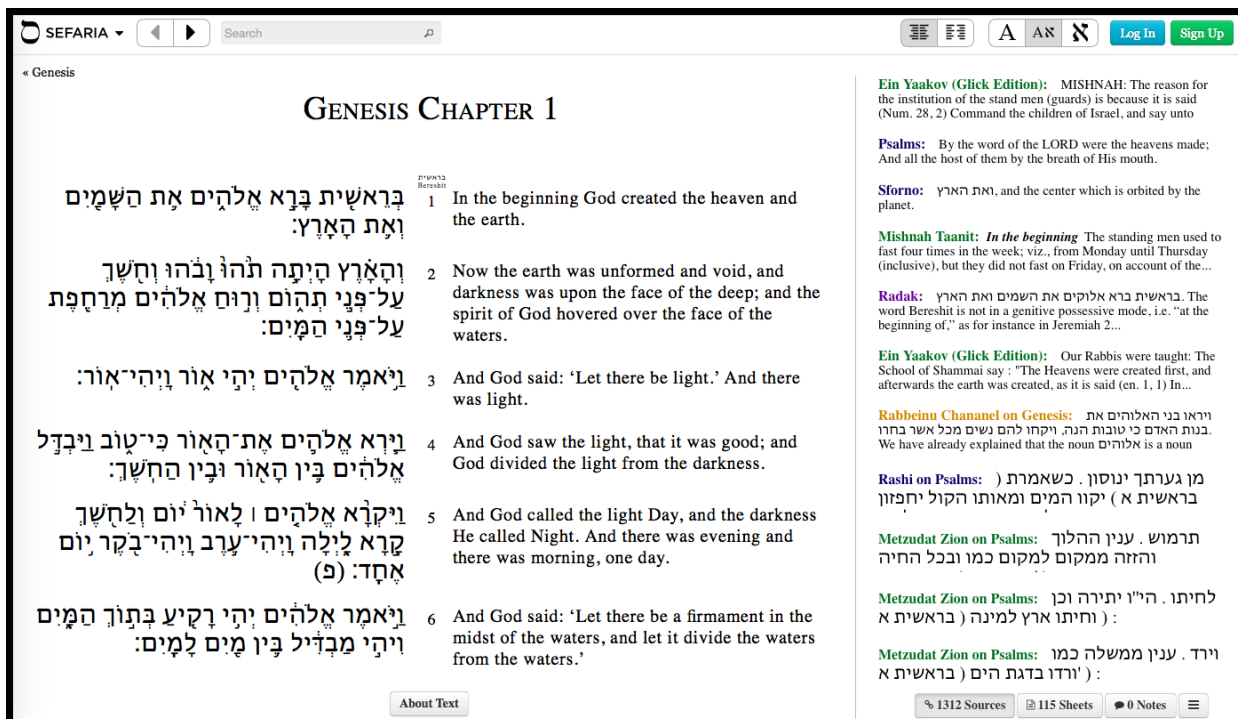 SEFARIA
Search
A
Aא
א
Log In
Sign Up
« Genesis
GENESIS CHAPTER 1
בראשית
Bereshit
בְּרֵאשִׁ֖ית בָּרָ֣א אֱלֹהִ֑ים אֵ֥ת הַשָּׁמַ֖יִם
וְאֵ֥ת הָאָֽרֶץ׃
1
In the beginning God created the heaven and
the earth.
וְהָאָ֗רֶץ הָיְתָ֥ה תֹ֙הוּ֙ וָבֹ֔הוּ וְחֹ֖שֶׁךְ
עַל־פְּנֵ֣י תְה֑וֹם וְר֣וּחַ אֱלֹהִ֔ים מְרַחֶ֖פֶת
עַל־פְּנֵ֥י הַמָּֽיִם׃
2
Now the earth was unformed and void, and
darkness was upon the face of the deep; and the
spirit of God hovered over the face of the
waters.
וַיֹּ֥אמֶר אֱלֹהִ֖ים יְהִ֣י א֑וֹר וַֽיְהִי־אֽוֹר׃
3
And God said: ‘Let there be light.’ And there
was light.
וַיַּ֧רְא אֱלֹהִ֛ים אֶת־הָא֖וֹר כִּי־ט֑וֹב וַיַּבְדֵּ֣ל
אֱלֹהִ֔ים בֵּ֥ין הָא֖וֹר וּבֵ֥ין הַחֹֽשֶׁךְ׃
4
And God saw the light, that it was good; and
God divided the light from the darkness.
וַיִּקְרָ֨א אֱלֹהִ֤ים ׀ לָאוֹר֙ י֔וֹם וְלַחֹ֖שֶׁךְ
קָ֣רָא לָ֑יְלָה וַֽיְהִי־עֶ֥רֶב וַֽיְהִי־בֹ֖קֶר י֥וֹם
אֶחָֽד׃ (פ)
5
And God called the light Day, and the darkness
He called Night. And there was evening and
there was morning, one day.
וַיֹּ֣אמֶר אֱלֹהִ֔ים יְהִ֥י רָקִ֖יעַ בְּת֣וֹךְ הַמָּ֑יִם
וִיהִ֣י מַבְדִּ֔יל בֵּ֥ין מַ֖יִם לָמָֽיִם׃
6
And God said: ‘Let there be a firmament in the
midst of the waters, and let it divide the waters
from the waters.’
About Text
Ein Yaakov (Glick Edition): MISHNAH: The reason for
the institution of the stand men (guards) is because it is said
(Num. 28, 2) Command the children of Israel, and say unto
Psalms: By the word of the LORD were the heavens made;
And all the host of them by the breath of His mouth.
Sforno: ואת הארץ, and the center which is orbited by the
planet.
Mishnah Taanit: In the beginning The standing men used to
fast four times in the week; viz., from Monday until Thursday
(inclusive), but they did not fast on Friday, on account of the...
Radak: בראשית ברא אלוקים את השמים ואת הארץ. The
word Bereshit is not in a genitive possessive mode, i.e. “at the
beginning of,” as for instance in Jeremiah 2...
Ein Yaakov (Glick Edition): Our Rabbis were taught: The
School of Shammai say : "The Heavens were created first, and
afterwards the earth was created, as it is said (en. 1, 1) In...
Rabbeinu Chananel on Genesis: ויראו בני האלוהים את
בנות האדם כי טובות הנה, ויקחו להם נשים מכל אשר בחרו.
We have already explained that the noun אלוהים is a noun
Rashi on Psalms: מן גערתך ינוסון . כשאמרת (
בראשית א ) יקוו המים ומאותו הקול יחפזון
Metzudat Zion on Psalms: תרמוש . ענין ההלוך
והזזה ממקום למקום כמו ובכל החיה
Metzudat Zion on Psalms: לחיתו . הי"ו יתירה וכן
וחיתו ארץ למינה ( בראשית א ) :
Metzudat Zion on Psalms: וירד . ענין ממשלה כמו
ורדו בדגת הים ( בראשית א' ) :
1312 Sources
115 Sheets
0 Notes